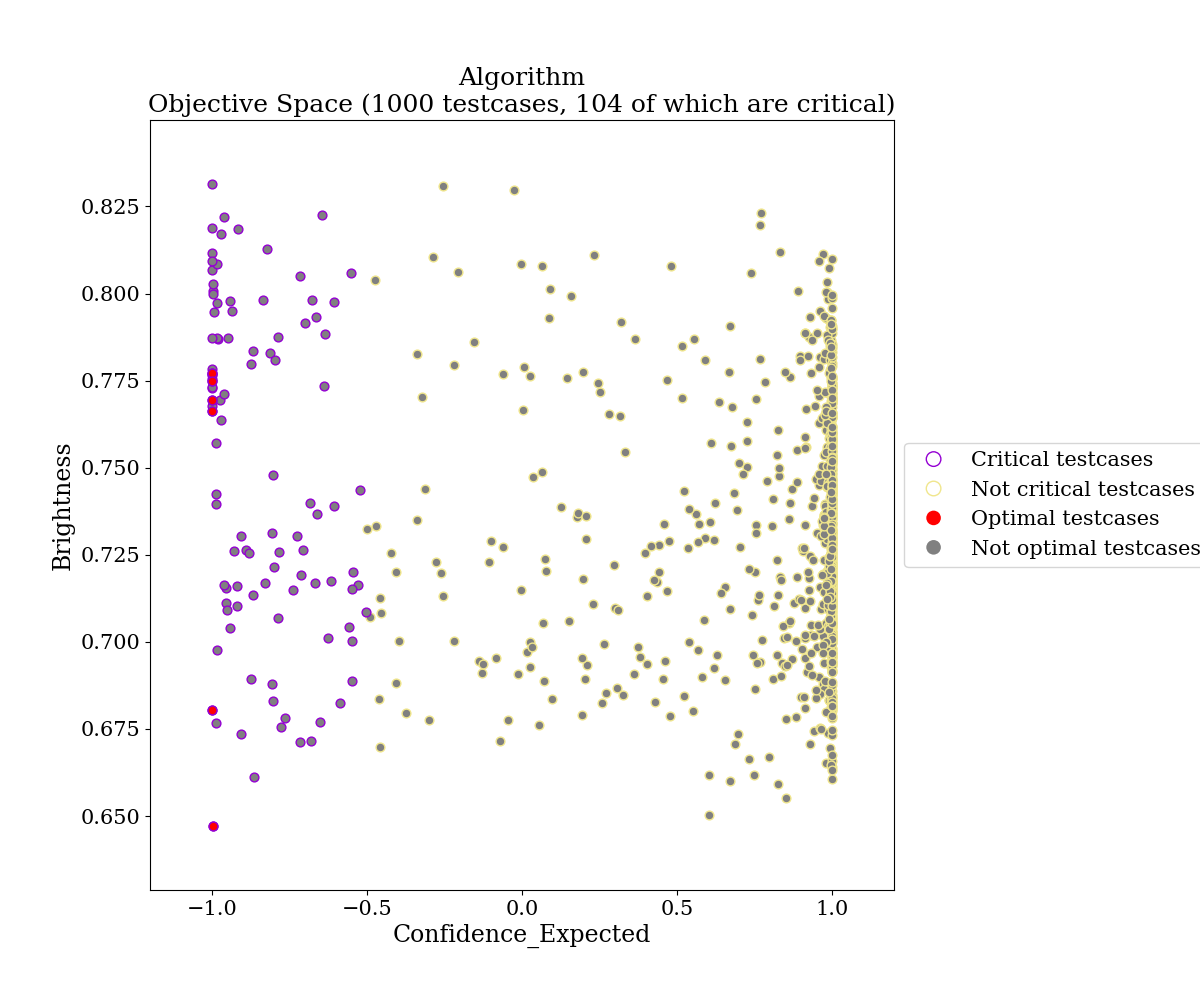 Algorithm
Objective Space (1000 testcases, 104 of which are critical)
Brightness
0.825
0.800
0.775
0.750
0.725
0.700
0.675
0.650
−1.0
−0.5
0.0
0.5
1.0
Confidence_Expected
Critical testcases
Not critical testcases
Optimal testcases
Not optimal testcases